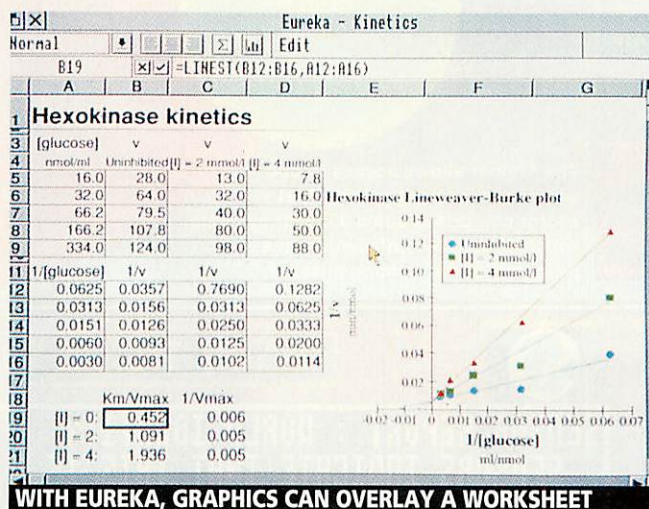 Eureka - Kinetics
Normal Σ Edit
B19 =LINEST(B12:B16,A12:A16)
A B C D E F G
1 Hexokinase kinetics
3 [glucose] v v v
4 nmol/ml Uninhibited [I] = 2 mmol/l [I] = 4 mmol/l
5 16.0 28.0 13.0 7.8
6 32.0 64.0 32.0 16.0
7 66.2 79.5 40.0 30.0
8 166.2 107.8 80.0 50.0
9 334.0 124.0 98.0 88.0
11 1/[glucose] 1/v 1/v 1/v
12 0.0625 0.0357 0.7690 0.1282
13 0.0313 0.0156 0.0313 0.0625
14 0.0151 0.0126 0.0250 0.0333
15 0.0060 0.0093 0.0125 0.0200
16 0.0030 0.0081 0.0102 0.0114
17
18 Km/Vmax 1/Vmax
19 [I] = 0: 0.452 0.006
20 [I] = 2: 1.091 0.005
21 [I] = 4: 1.936 0.005
Hexokinase Lineweaver-Burke plot
0.14
0.12
0.10
0.08
0.06
0.04
0.02
Uninhibited
[I] = 2 mmol/l
[I] = 4 mmol/l
1/v
-0.02 -0.01 0 0.01 0.02 0.03 0.04 0.05 0.06 0.07
1/[glucose]
ml/nmol
WITH EUREKA, GRAPHICS CAN OVERLAY A WORKSHEET